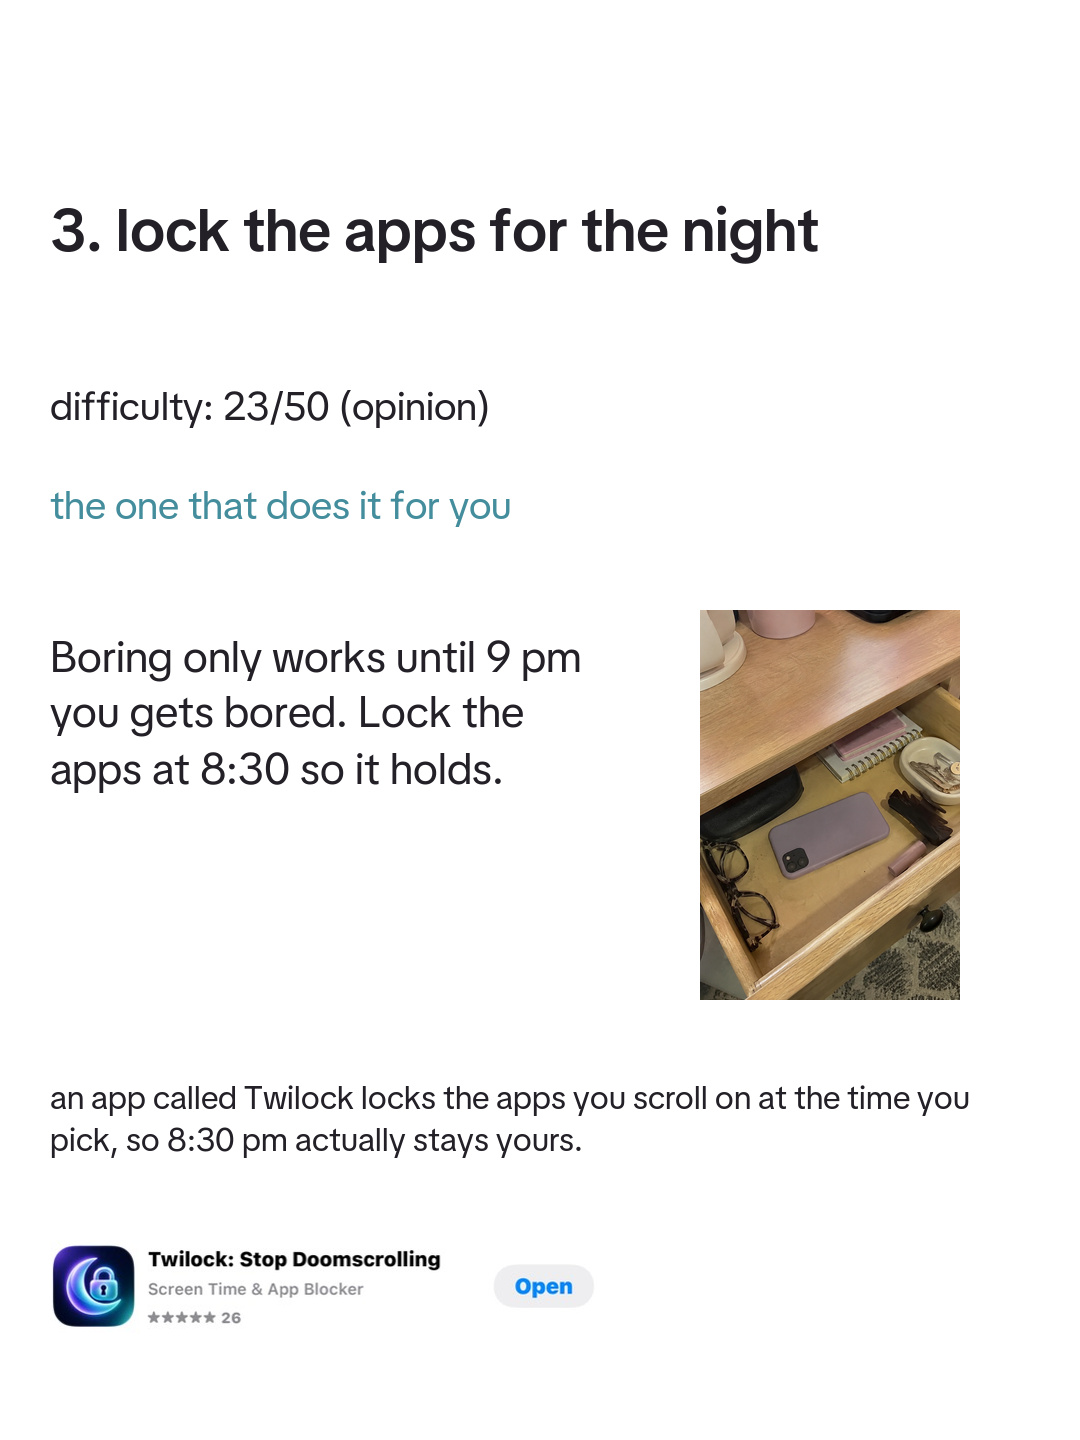 3. lock the apps for the night
difficulty: 23/50 (opinion)
the one that does it for you
Boring only works until 9 pm
you gets bored. Lock the
apps at 8:30 so it holds.
an app called Twilock locks the apps you scroll on at the time you
pick, so 8:30 pm actually stays yours.
Twilock: Stop Doomscrolling
Screen Time & App Blocker
★★★★★ 26
Open